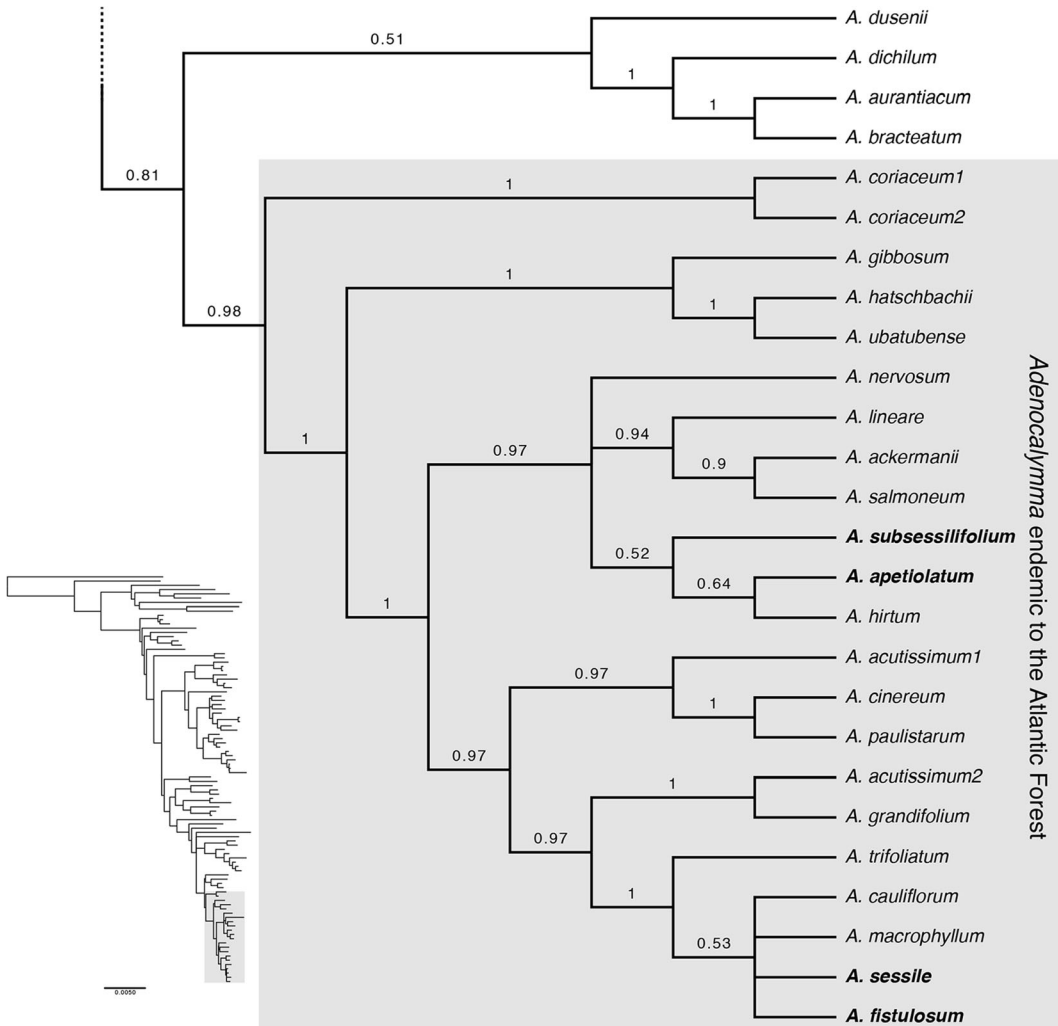 A. dusenii
0.51
A. dichilum
1
A. aurantiacum
1
A. bracteatum
0.81
A. coriaceum1
1
A. coriaceum2
A. gibbosum
1
A. hatschbachii
1
A. ubatubense
0.98
A. nervosum
A. lineare
0.94
1
0.97
A. ackermanii
0.9
A. salmoneum
A. subsessilifolium
0.52
A. apetiolatum
0.64
A. hirtum
1
A. acutissimum1
0.97
A. cinereum
1
A. paulistarum
0.97
A. acutissimum2
1
A. grandifolium
0.97
A. trifoliatum
1
A. cauliflorum
A. macrophyllum
0.53
A. sessile
A. fistulosum
Adenocalymma endemic to the Atlantic Forest
0.0050